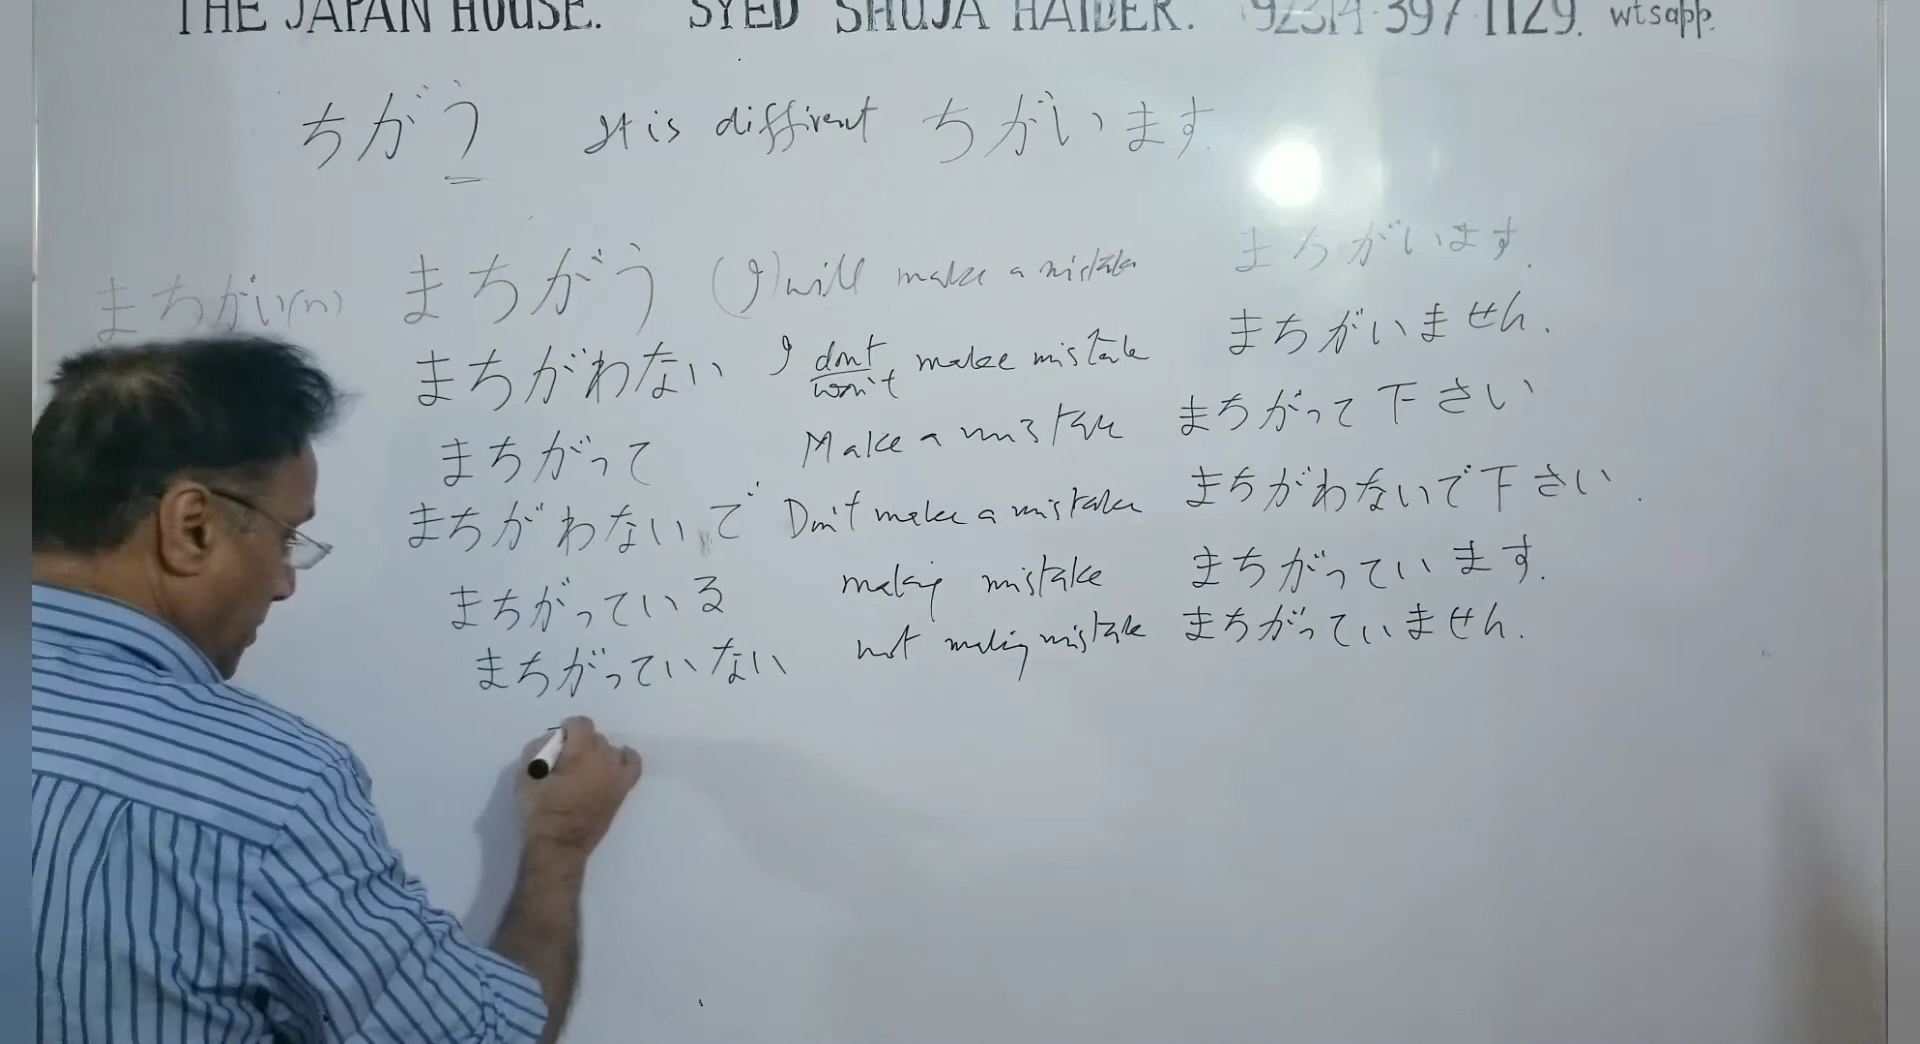 THE JAPAN HOUSE. SYED SHUJA HAIDER. 92314-397-1129. wtsapp.
ちがう It is diffirent ちがいます.
まちがい(n) まちがう (I) will make a mistake まちがいます.
まちがわない I dont won't make mistake まちがいません.
まちがって Make a mistake まちがって下さい
まちがわないで Don't make a mistake まちがわないで下さい.
まちがっている making mistake まちがっています.
まちがっていない not making mistake まちがっていません.